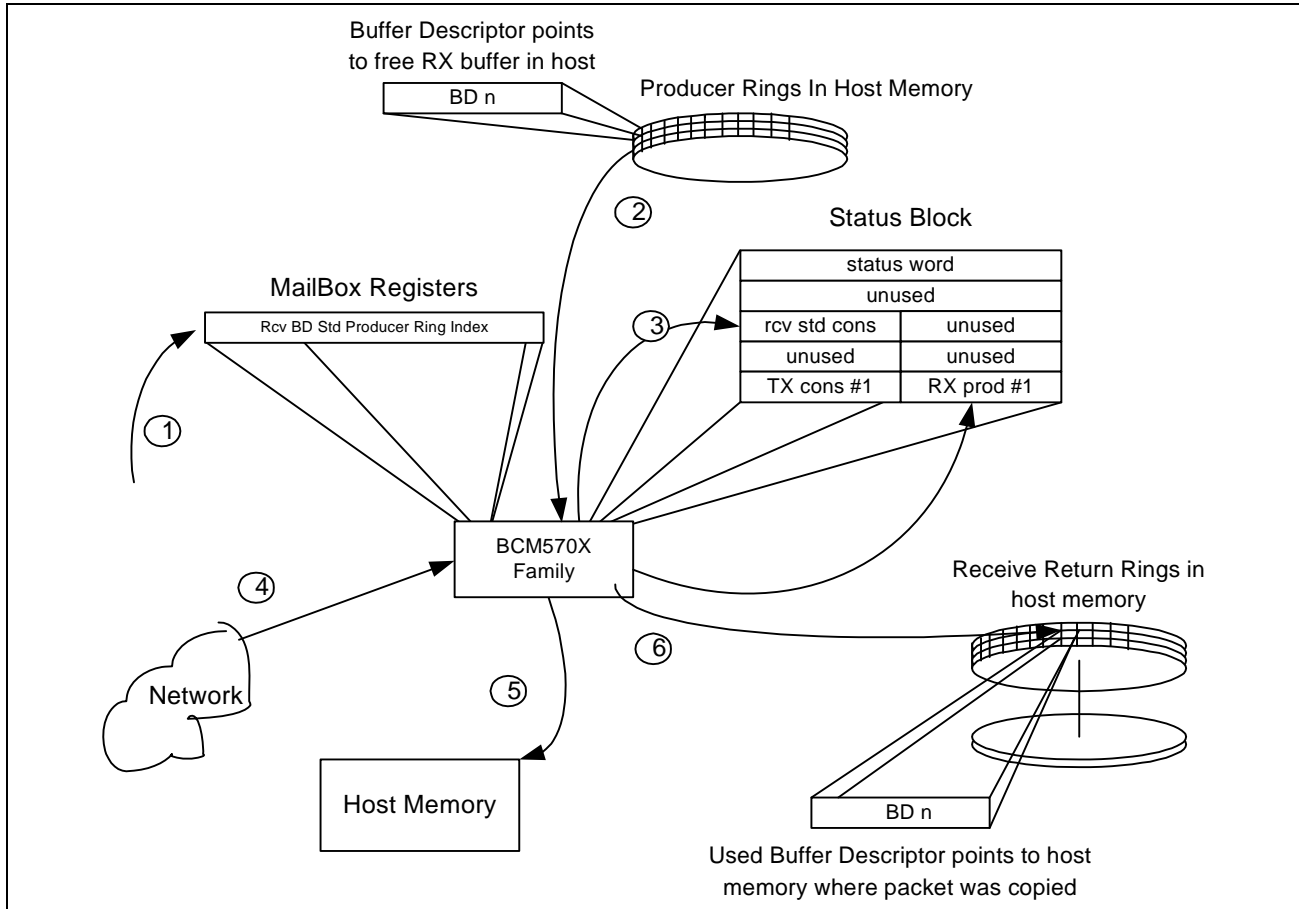 Buffer Descriptor points
to free RX buffer in host
BD n
Producer Rings In Host Memory
2
Status Block
status word
unused
MailBox Registers
Rcv BD Std Producer Ring Index
3
rcv std cons
unused
unused
unused
TX cons #1
RX prod #1
1
BCM570X
Family
4
Receive Return Rings in
host memory
6
5
Network
Host Memory
BD n
Used Buffer Descriptor points to host
memory where packet was copied